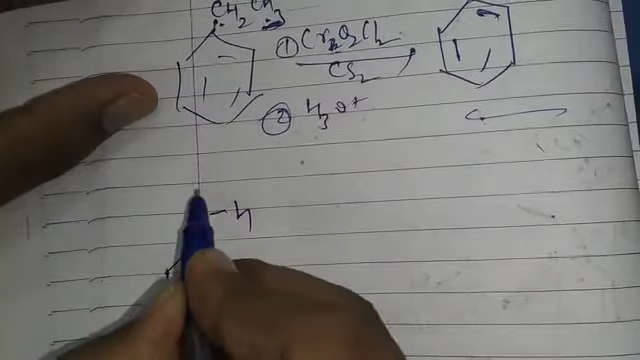 CH2 CH3
① Cr2O2Cl2
CS2
② H3O+
-H